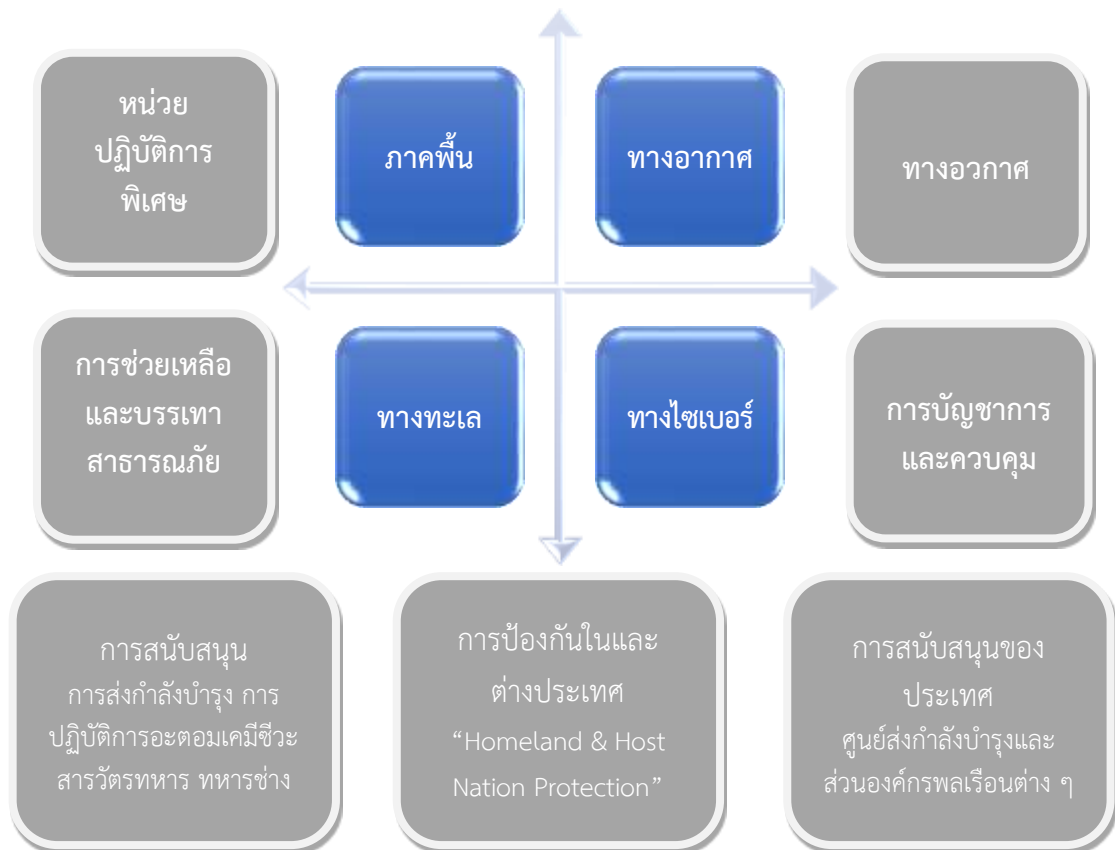 หน่วย
ปฏิบัติการ
พิเศษ
ภาคพื้น
ทางอากาศ
ทางอวกาศ
การช่วยเหลือ
และบรรเทา
สาธารณภัย
ทางทะเล
ทางไซเบอร์
การบัญชาการ
และควบคุม
การสนับสนุน
การส่งกำลังบำรุง การ
ปฏิบัติการอะตอมเคมีชีวะ
สารวัตรทหาร ทหารช่าง
การป้องกันในและ
ต่างประเทศ
“Homeland & Host
Nation Protection”
การสนับสนุนของ
ประเทศ
ศูนย์ส่งกำลังบำรุงและ
ส่วนองค์กรพลเรือนต่าง ๆ